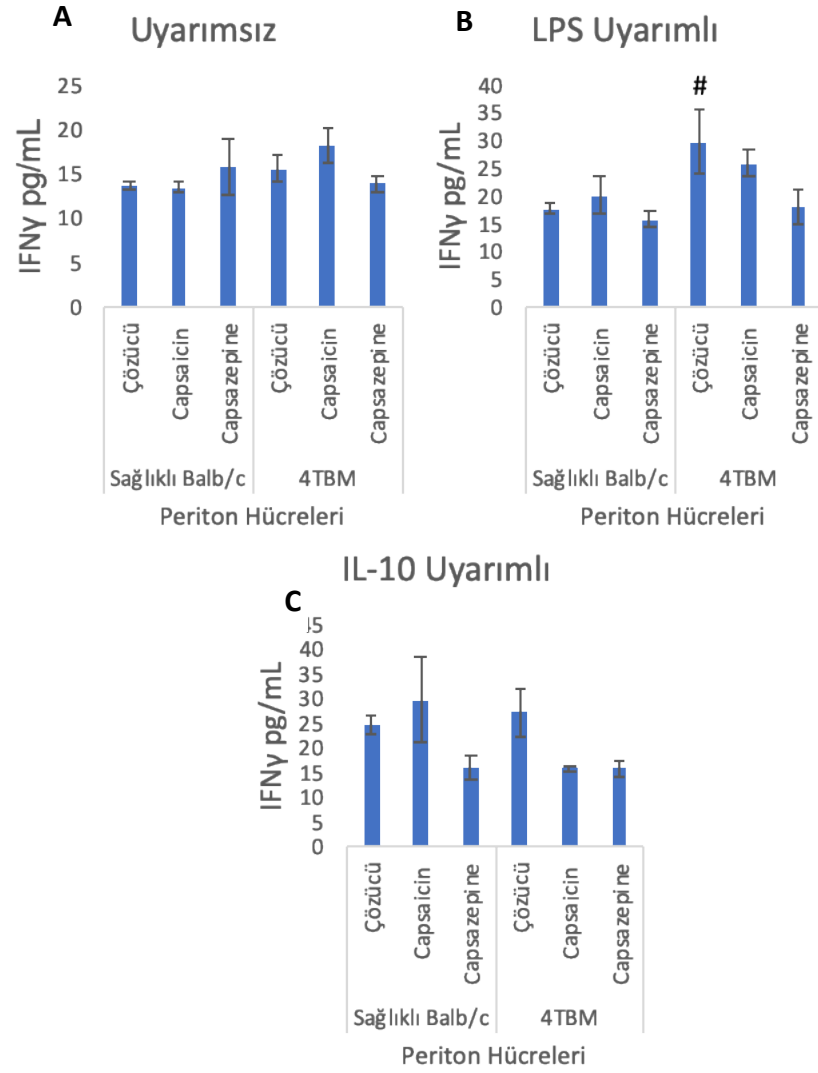 A
Uyarımsız
IFNγ pg/mL
25
20
15
10
5
0
Çözücü
Capsaicin
Capsazepine
Çözücü
Capsaicin
Capsazepine
Sağlıklı Balb/c
4TBM
Periton Hücreleri
B
LPS Uyarımlı
IFNγ pg/mL
40
35
30
25
20
15
10
5
0
#
Çözücü
Capsaicin
Capsazepine
Çözücü
Capsaicin
Capsazepine
Sağlıklı Balb/c
4TBM
Periton Hücreleri
IL-10 Uyarımlı
C
IFNγ pg/mL
45
40
35
30
25
20
15
10
5
0
Çözücü
Capsaicin
Capsazepine
Çözücü
Capsaicin
Capsazepine
Sağlıklı Balb/c
4TBM
Periton Hücreleri